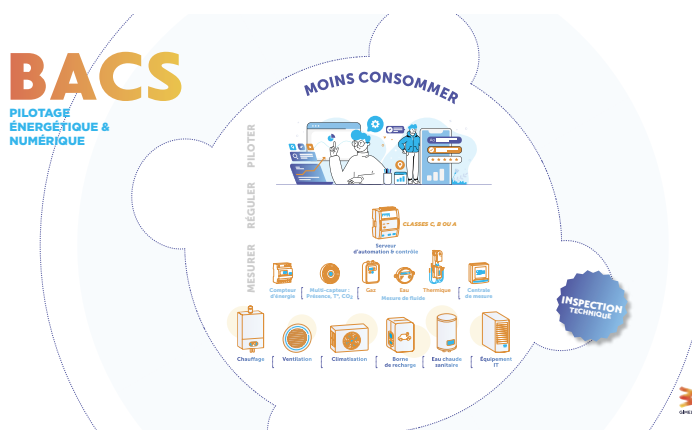 BACS
PILOTAGE
ÉNERGÉTIQUE &
NUMÉRIQUE
MOINS CONSOMMER
PILOTER
RÉGULER
MESURER
CLASSES C, B OU A
Serveur
d'automation & contrôle
Compteur
d'énergie
Multi-capteur :
Présence, T°, CO₂
Gaz
Eau
Thermique
Mesure de fluide
Centrale
de mesure
Chauffage
Ventilation
Climatisation
Borne
de recharge
Eau chaude
sanitaire
Équipement
IT
INSPECTION
TECHNIQUE